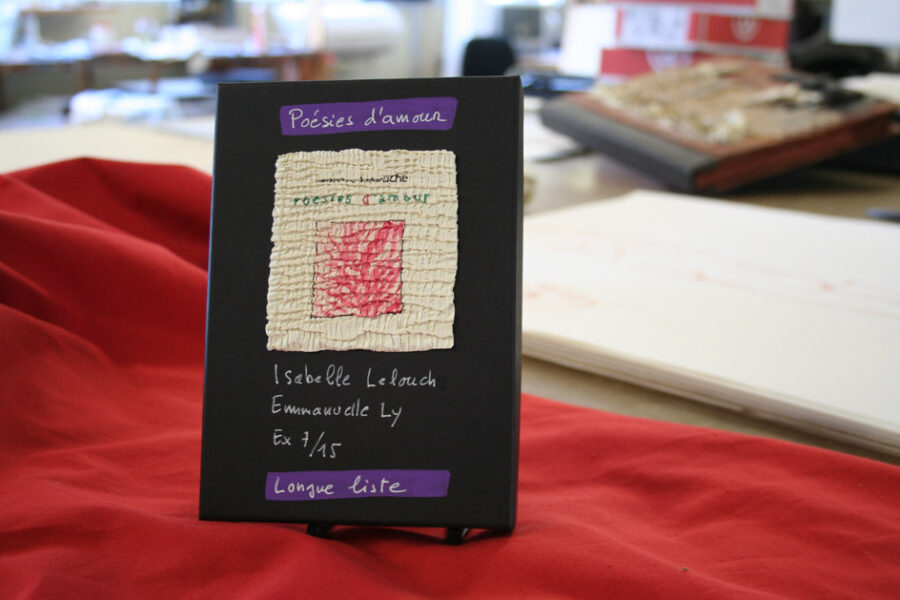 Poésies d'amour
poésies d'amour
Isabelle Lelouch
Emmanuelle Ly
Ex 7/15
Longue liste